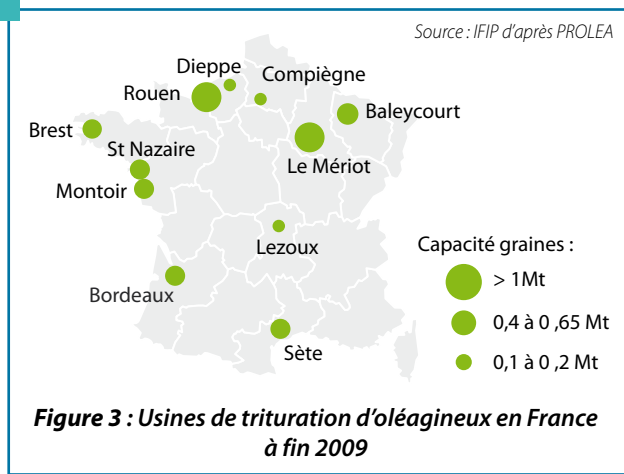 Source : IFIP d'après PROLEA
Dieppe
Compiègne
Rouen
Baleycourt
Brest
St Nazaire
Le Mériot
Montoir
Lezoux
Capacité graines :
> 1Mt
Bordeaux
0,4 à 0 ,65 Mt
Sète
0,1 à 0 ,2 Mt
Figure 3 : Usines de trituration d'oléagineux en France
à fin 2009